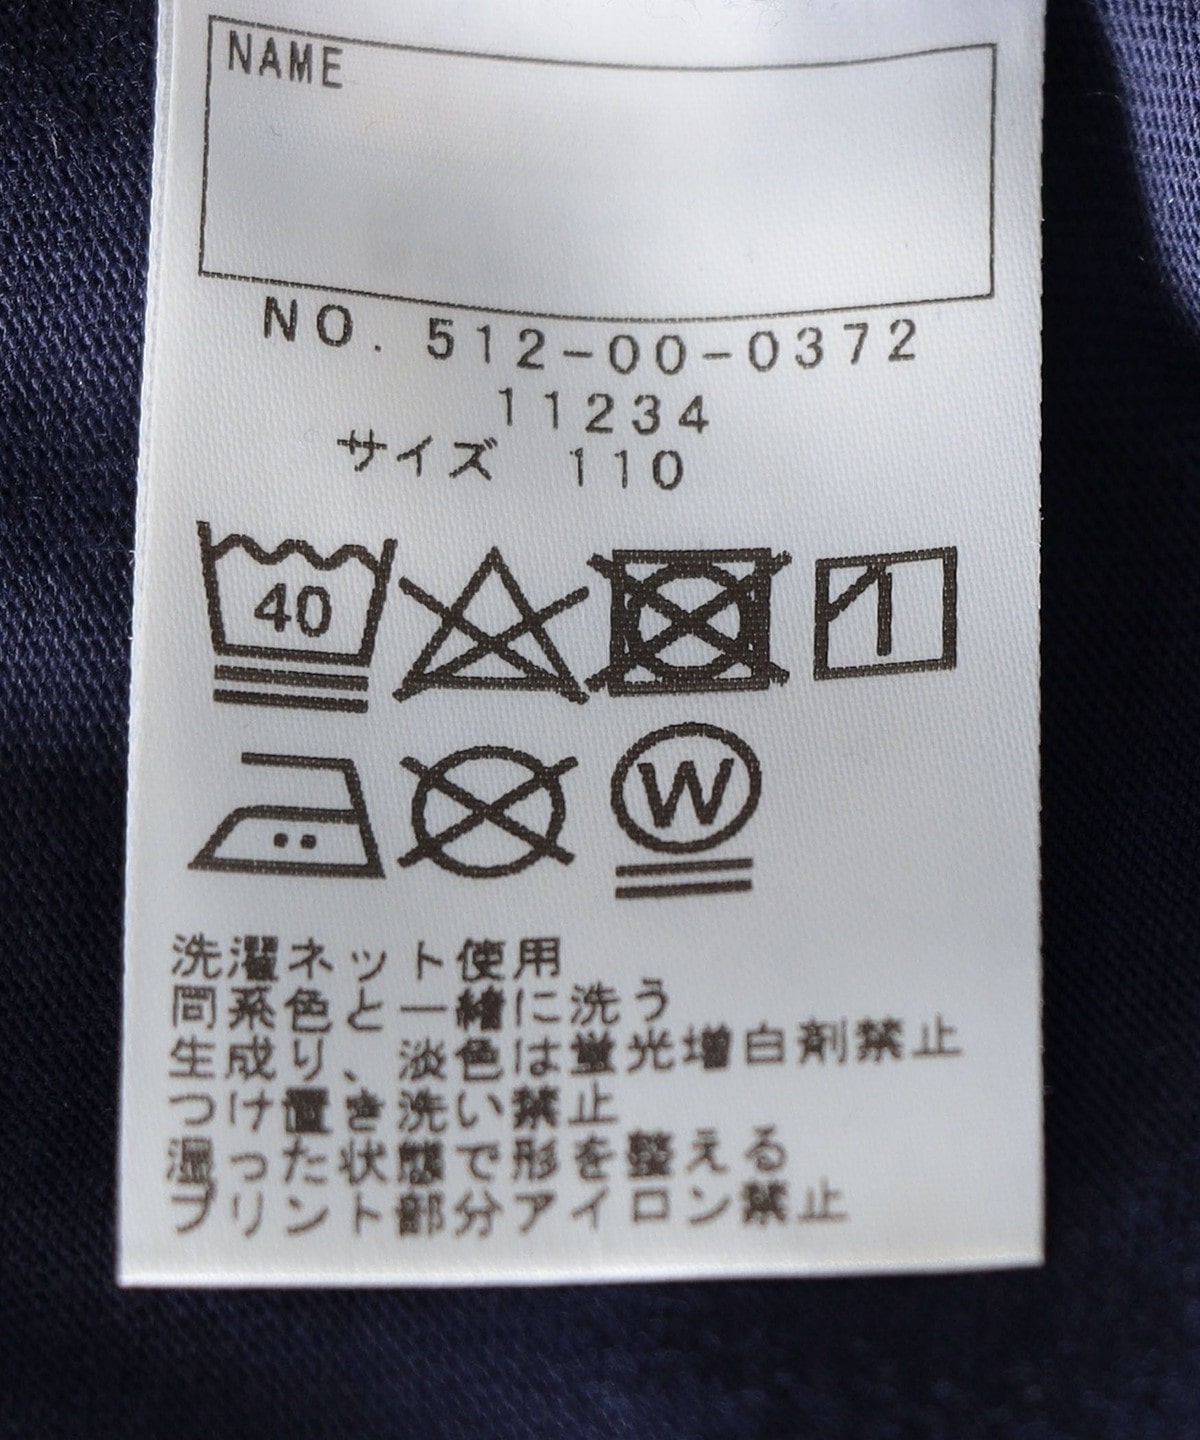 NAME
NO. 512-00-0372
11234
サイズ 110
40
W
洗濯ネット使用
同系色と一緒に洗う
生成り、淡色は蛍光増白剤禁止
つけ置き洗い禁止
湿った状態で形を整える
プリント部分アイロン禁止